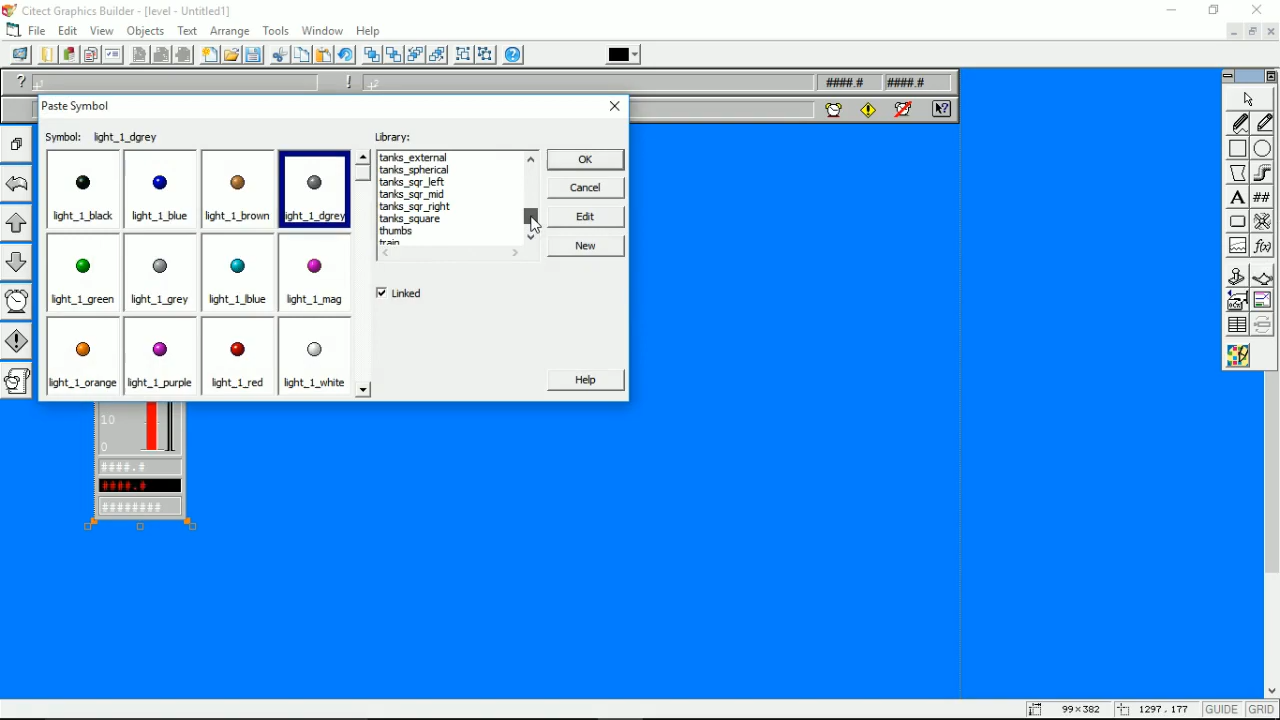 Citect Graphics Builder - [level - Untitled1]
File Edit View Objects Text Arrange Tools Window Help
? ! ####.# ####.#
Paste Symbol
Symbol: light_1_dgrey Library:
light_1_black light_1_blue light_1_brown ight_1_dgrey
light_1_green light_1_grey light_1_lblue light_1_mag
light_1_orange light_1_purple light_1_red light_1_white
tanks_external
tanks_spherical
tanks_sqr_left
tanks_sqr_mid
tanks_sqr_right
tanks_square
thumbs
train
OK
Cancel
Edit
New
Linked
Help
10
0
####.#
####.#
########
A ##
99×382 1297, 177 GUIDE GRID